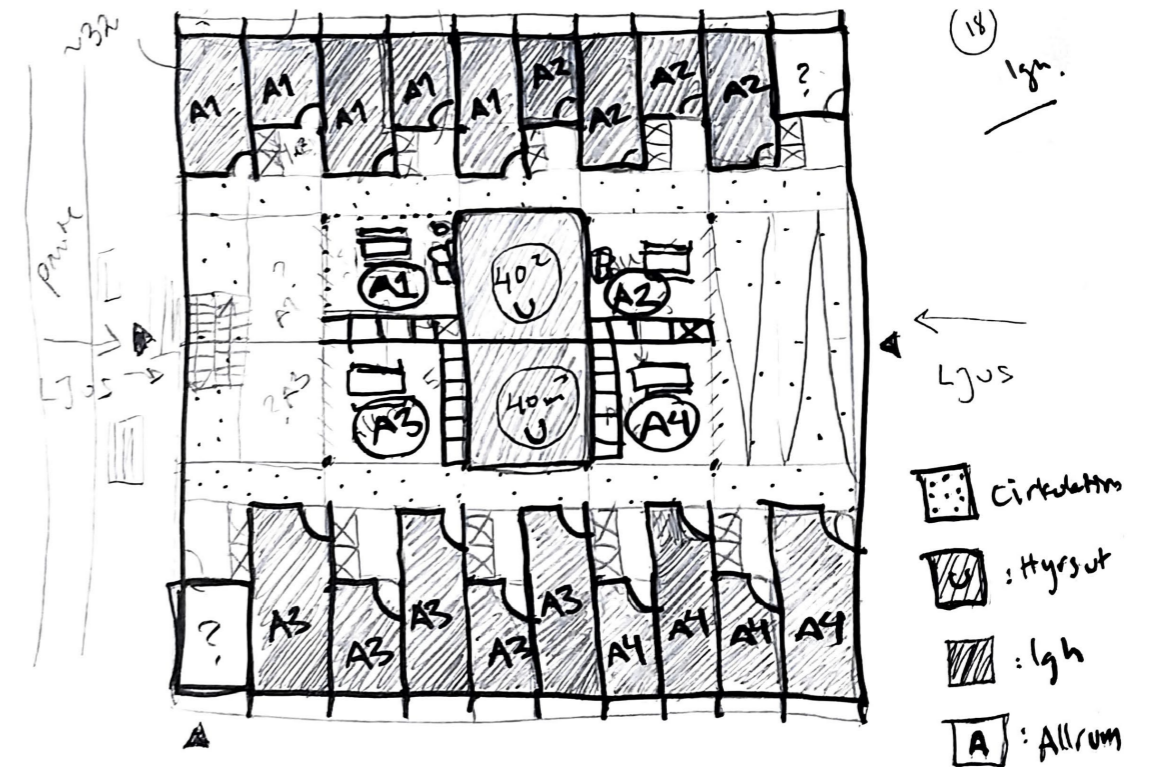 ~32
18
lgh.
A1
A1
A1
A1
A1
A2
A2
A2
A2
?
A1
40²
U
A2
Ljus
Ljus
A3
40m²
U
A4
Cirkulation
U : Hyrsut
: lgh
A : Allrum
?
A3
A3
A3
A3
A3
A4
A4
A4
A4